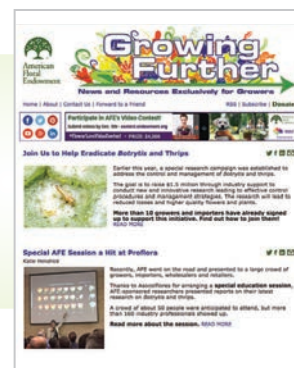 American
Floral
Endowment
Growing
Further
News and Resources Exclusively for Growers
Home | About | Contact Us | Forward to a Friend
RSS | Subscribe | Donate
Participate in AFE's Video Contest!
Join Us to Help Eradicate Botrytis and Thrips
Earlier this year, a special research campaign was established to
address the control and management of Botrytis and thrips.
The goal is to raise $1.5 million through industry support to
conduct new and innovative research leading to effective control
procedures and management strategies. The research will lead to
reduced losses and higher quality flowers and plants.
More than 10 growers and importers have already signed
up to support this initiative. Find out how to join them!
READ MORE
Special AFE Session a Hit at Proflora
Katie
Recently, AFE went on the road and presented to a large crowd of
growers, importers, wholesalers and retailers.
Thanks to Asocolflores for arranging a special education session,
AFE-sponsored researchers presented reports on their latest
research on Botrytis and thrips.
A crowd of about 50 people were anticipated to attend, but more
than 100 industry professionals showed up.
Read more about the session. READ MORE